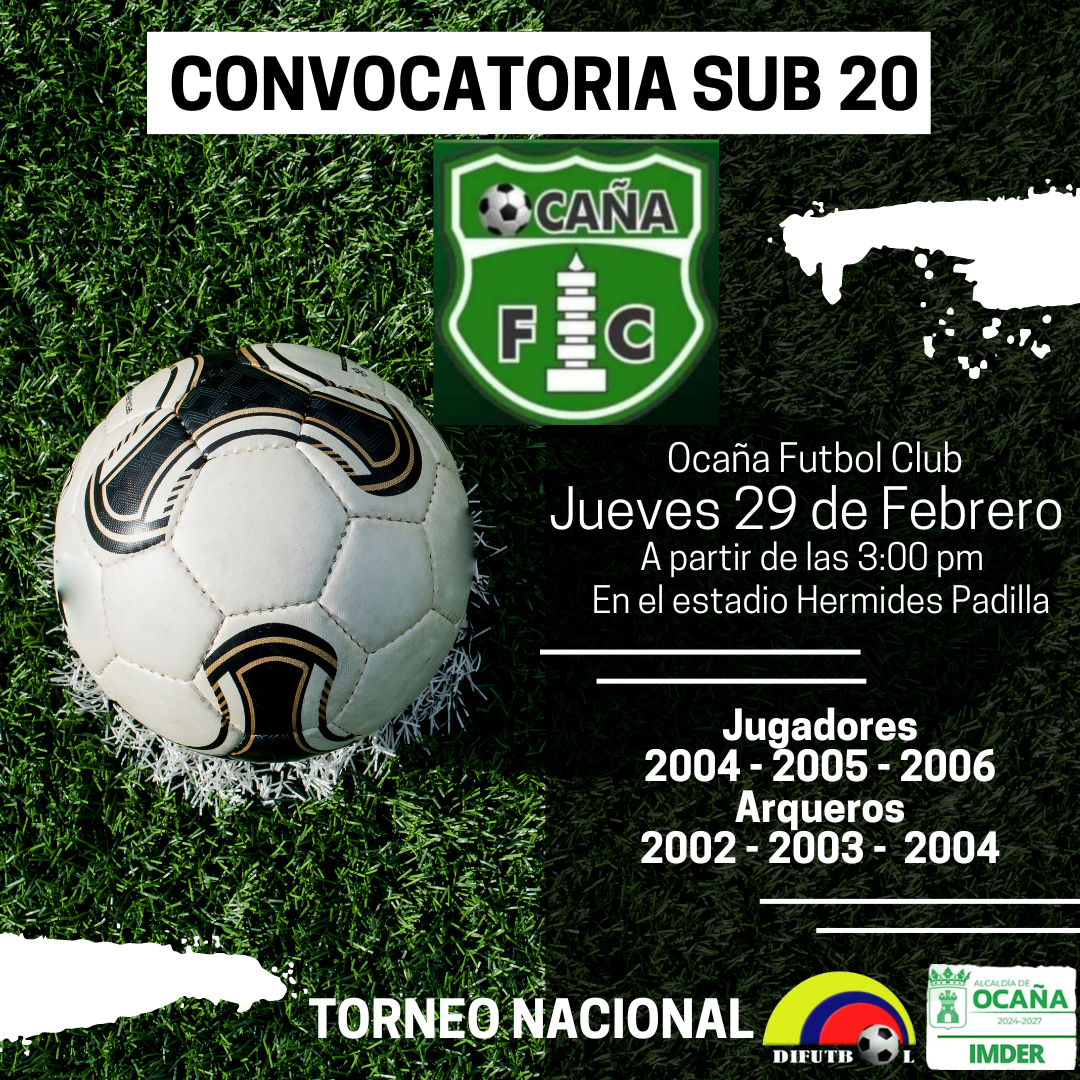 CONVOCATORIA SUB 20
OCAÑA
F C
Ocaña Futbol Club
Jueves 29 de Febrero
A partir de las 3:00 pm
En el estadio Hermides Padilla
Jugadores
2004 - 2005 - 2006
Arqueros
2002 - 2003 - 2004
TORNEO NACIONAL
DIFUTBOL
ALCALDÍA DE
OCAÑA
2024-2027
IMDER